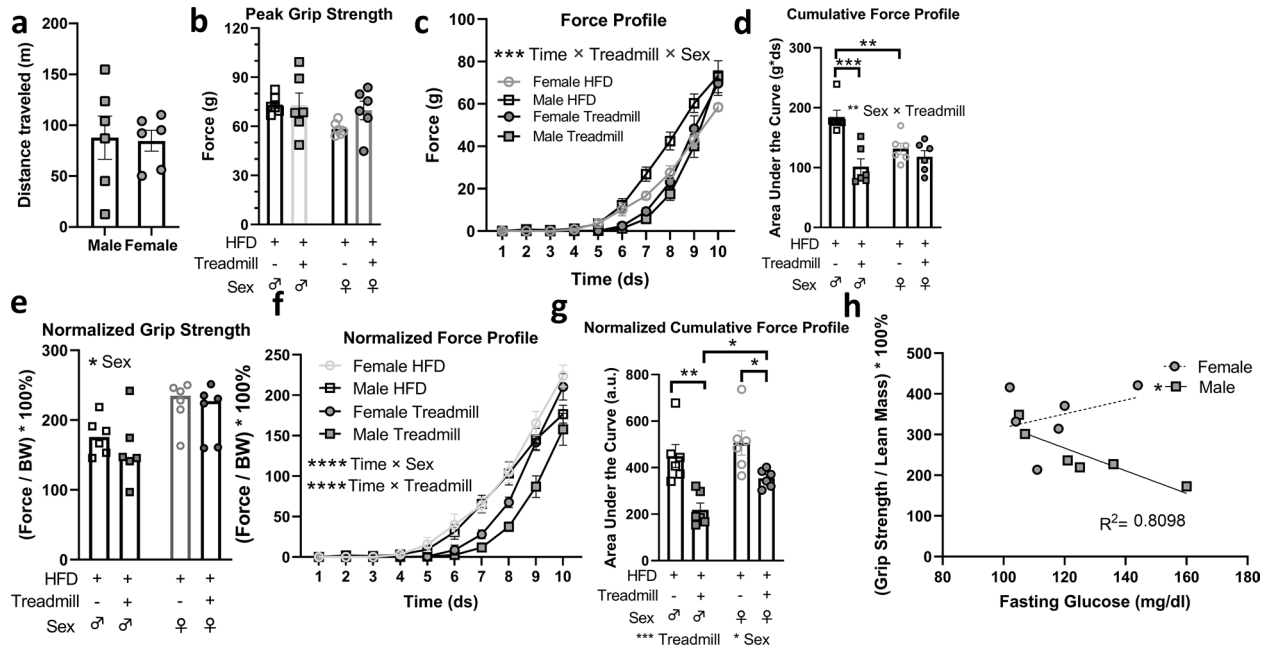 a
Distance traveled (m)
200
150
100
50
0
Male Female
b
Peak Grip Strength
Force (g)
120
90
60
30
0
HFD + + + +
Treadmill - + - +
Sex ♂ ♂ ♀ ♀
c
Force Profile
*** Time × Treadmill × Sex
Female HFD
Male HFD
Female Treadmill
Male Treadmill
Force (g)
100
80
60
40
20
0
1 2 3 4 5 6 7 8 9 10
Time (ds)
d
Cumulative Force Profile
Area Under the Curve (g*ds)
300
200
100
0
**
***
** Sex × Treadmill
HFD + + + +
Treadmill - + - +
Sex ♂ ♂ ♀ ♀
e
Normalized Grip Strength
* Sex
(Force / BW) * 100%)
300
200
100
0
HFD + + + +
Treadmill - + - +
Sex ♂ ♂ ♀ ♀
f
Normalized Force Profile
Female HFD
Male HFD
Female Treadmill
Male Treadmill
**** Time × Sex
**** Time × Treadmill
(Force / BW) * 100%
250
200
150
100
50
0
1 2 3 4 5 6 7 8 9 10
Time (ds)
g
Normalized Cumulative Force Profile
Area Under the Curve (a.u.)
800
600
400
200
0
*
**
*
HFD + + + +
Treadmill - + - +
Sex ♂ ♂ ♀ ♀
*** Treadmill * Sex
h
(Grip Strength / Lean Mass) * 100%
500
400
300
200
100
0
Female
* Male
R²= 0.8098
80 100 120 140 160 180
Fasting Glucose (mg/dl)